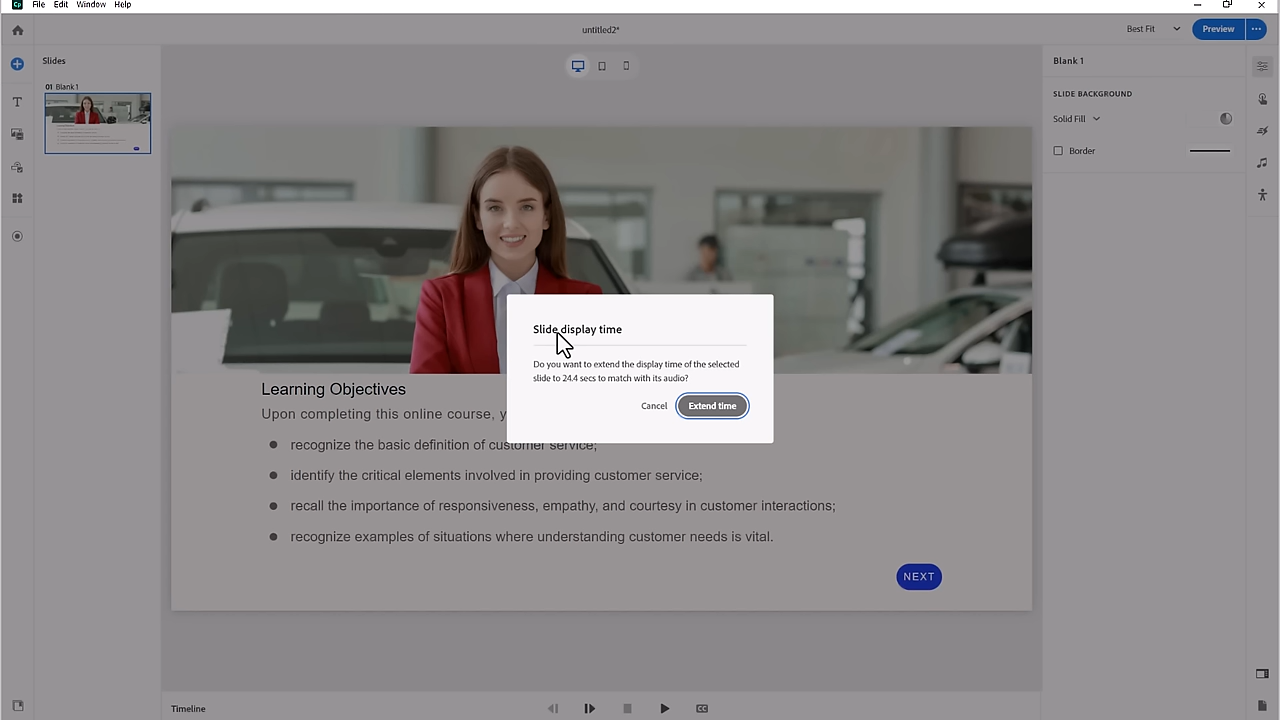 Cp File Edit Window Help
untitled2*
Best Fit
Preview
Slides
01 Blank 1
Blank 1
SLIDE BACKGROUND
Solid Fill
Border
Slide display time
Do you want to extend the display time of the selected
slide to 24.4 secs to match with its audio?
Cancel
Extend time
Learning Objectives
Upon completing this online course, y
recognize the basic definition of customer service;
identify the critical elements involved in providing customer service;
recall the importance of responsiveness, empathy, and courtesy in customer interactions;
recognize examples of situations where understanding customer needs is vital.
NEXT
Timeline
CC